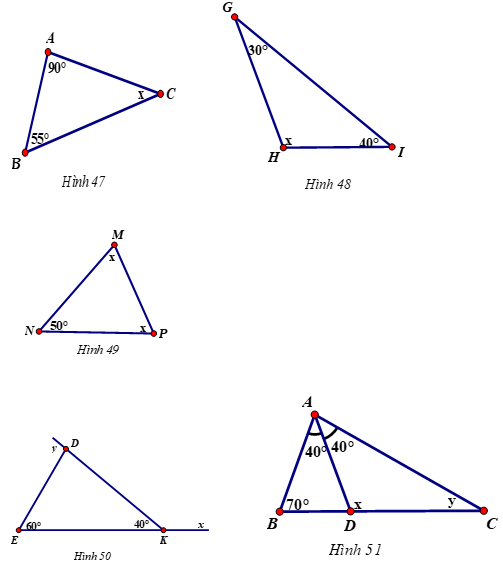 A
90°
x
C
55°
B
Hình 47
G
30°
x
H
40°
I
Hình 48
M
x
N
50°
x
P
Hình 49
y
D
60°
40°
x
E
K
Hình 50
A
40°
40°
70°
x
y
B
D
C
Hình 51